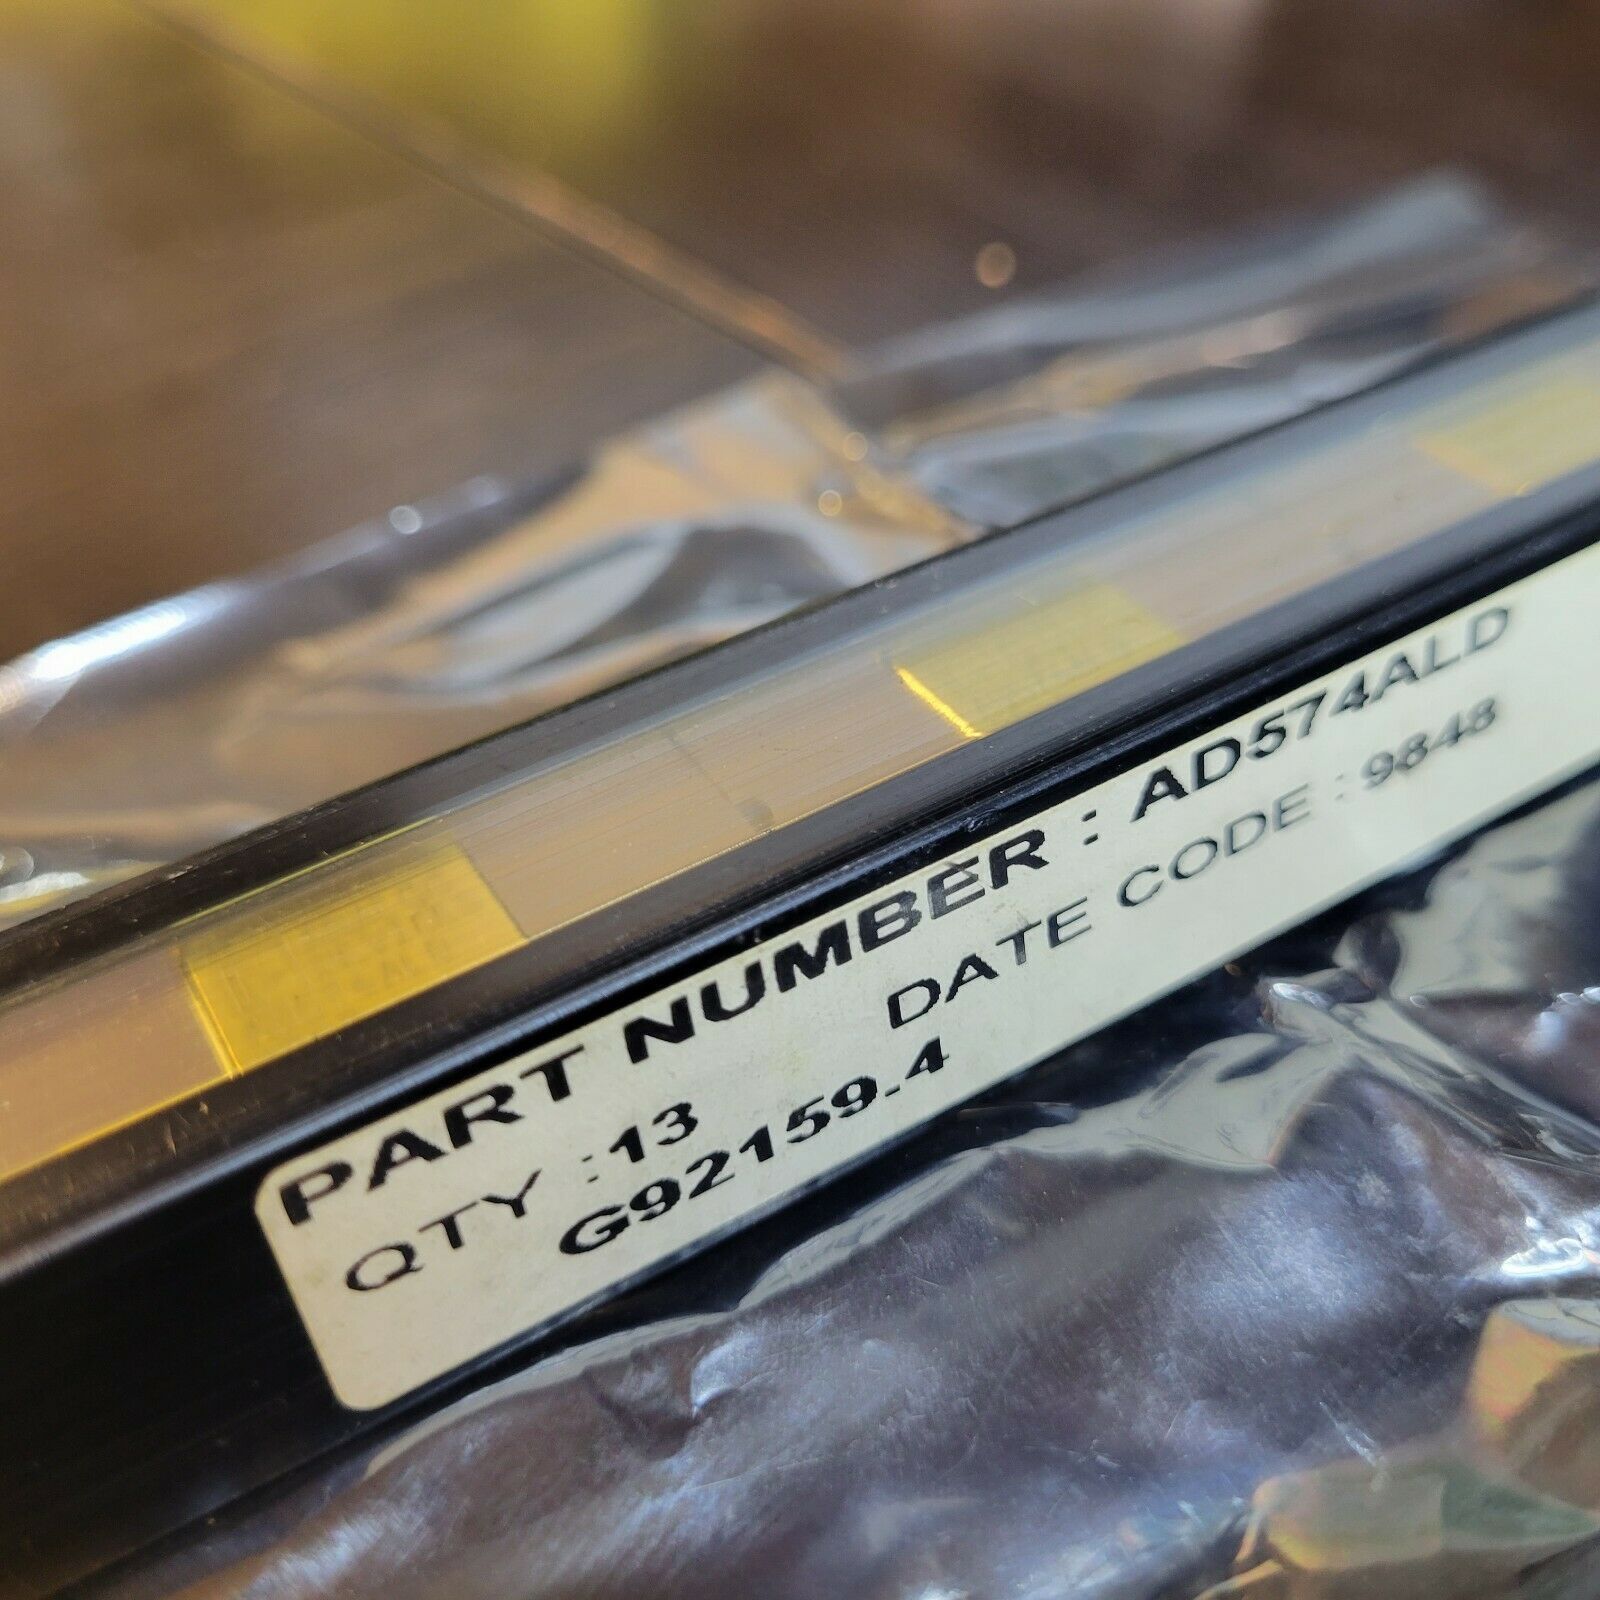 PART NUMBER : AD574ALD
QTY :13 DATE CODE : 9848
G92159.4